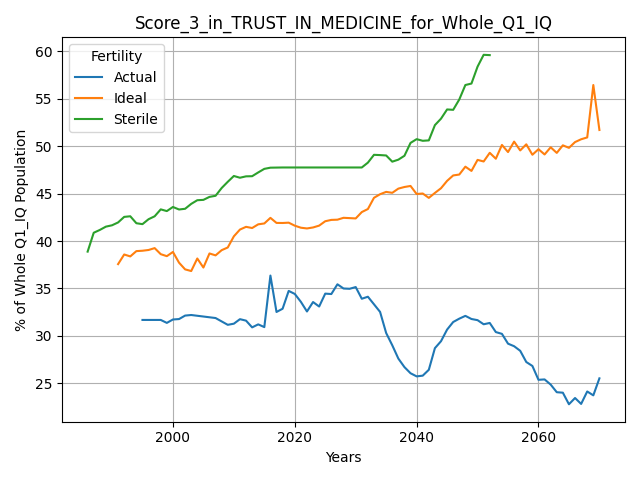 Score_3_in_TRUST_IN_MEDICINE_for_Whole_Q1_IQ
Fertility
Actual
Ideal
Sterile
% of Whole Q1_IQ Population
60
55
50
45
40
35
30
25
2000
2020
2040
2060
Years